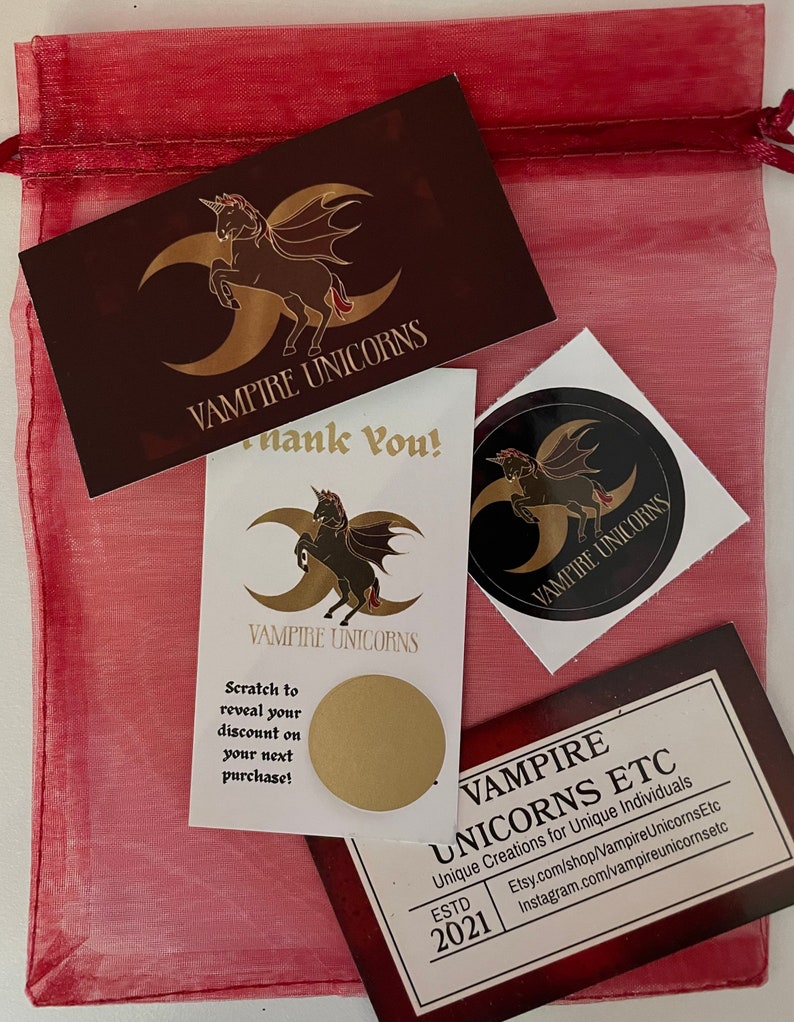 VAMPIRE UNICORNS
Thank You!
VAMPIRE UNICORNS
Scratch to
reveal your
discount on
your next
purchase!
VAMPIRE UNICORNS
VAMPIRE
UNICORNS ETC
Unique Creations for Unique Individuals
ESTD
2021
Etsy.com/shop/VampireUnicornsEtc
Instagram.com/vampireunicornsetc